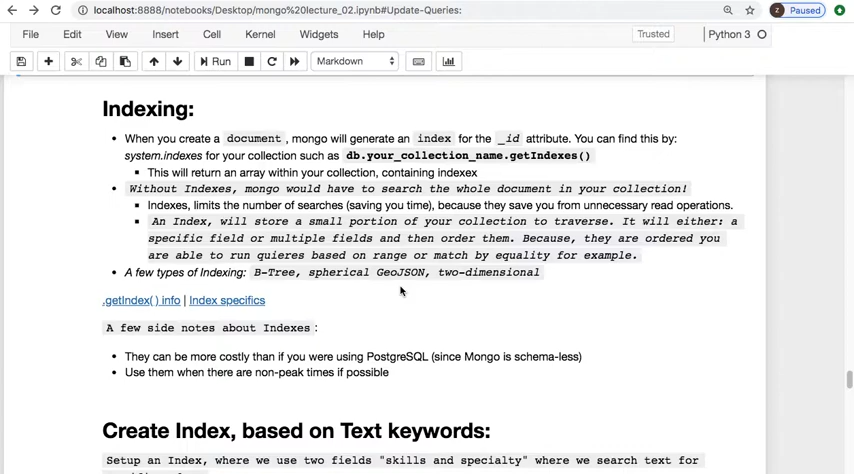 localhost:8888/notebooks/Desktop/mongo%20lecture_02.ipynb#Update-Queries:
z Paused
File Edit View Insert Cell Kernel Widgets Help Trusted Python 3
Run Markdown
Indexing:
When you create a document , mongo will generate an index for the _id attribute. You can find this by:
system.indexes for your collection such as db.your_collection_name.getIndexes()
This will return an array within your collection, containing indexex
Without Indexes, mongo would have to search the whole document in your collection!
Indexes, limits the number of searches (saving you time), because they save you from unnecessary read operations.
An Index, will store a small portion of your collection to traverse. It will either: a
specific field or multiple fields and then order them. Because, they are ordered you
are able to run quieres based on range or match by equality for example.
A few types of Indexing: B-Tree, spherical GeoJSON, two-dimensional
.getIndex( ) info | Index specifics
A few side notes about Indexes :
They can be more costly than if you were using PostgreSQL (since Mongo is schema-less)
Use them when there are non-peak times if possible
Create Index, based on Text keywords:
Setup an Index, where we use two fields "skills and specialty" where we search text for